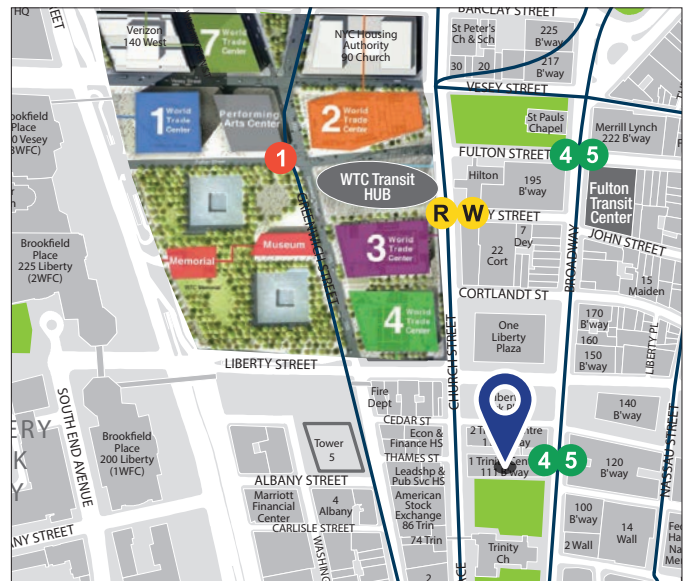 HQ
BARCLAY STREET
Verizon
140 West
7
World
Trade
Center
NYC Housing
Authority
90 Church
St Peter's
Ch & Sch
225
B'way
30
20
217
B'way
VESEY STREET
Place
1
World
Trade
Center
Performing
Arts Center
2
World
Trade
Center
St Pauls
Chapel
Merrill Lynch
222 B'way
FULTON STREET
4 5
1
WTC Transit
HUB
Hilton
195
B'way
Fulton
Transit
Center
R W
STREET
JOHN STREET
GREENWICH STREET
Memorial
Museum
3
World
Trade
Center
7
Dey
22
Cort
BROADWAY
15
Maiden
Brookfield
Place
225 Liberty
(2WFC)
CORTLANDT ST
4
World
Trade
Center
One
Liberty
Plaza
170
B'way
160
150
B'way
LIBERTY PL
LIBERTY STREET
CHURCH STREET
SOUTH END AVENUE
Fire
Dept
140
B'way
NASSAU STREET
CEDAR ST
Econ &
Finance HS
Brookfield
Place
200 Liberty
(1WFC)
Tower
5
THAMES ST
4 5
120
B'way
Leadshp &
Pub Svc HS
111 B'way
ALBANY STREET
Marriott
Financial
Center
4
Albany
American
Stock
Exchange
86 Trin
100
B'way
14
Wall
CARLISLE STREET
74 Trin
2 Wall
Trinity
Ch
2